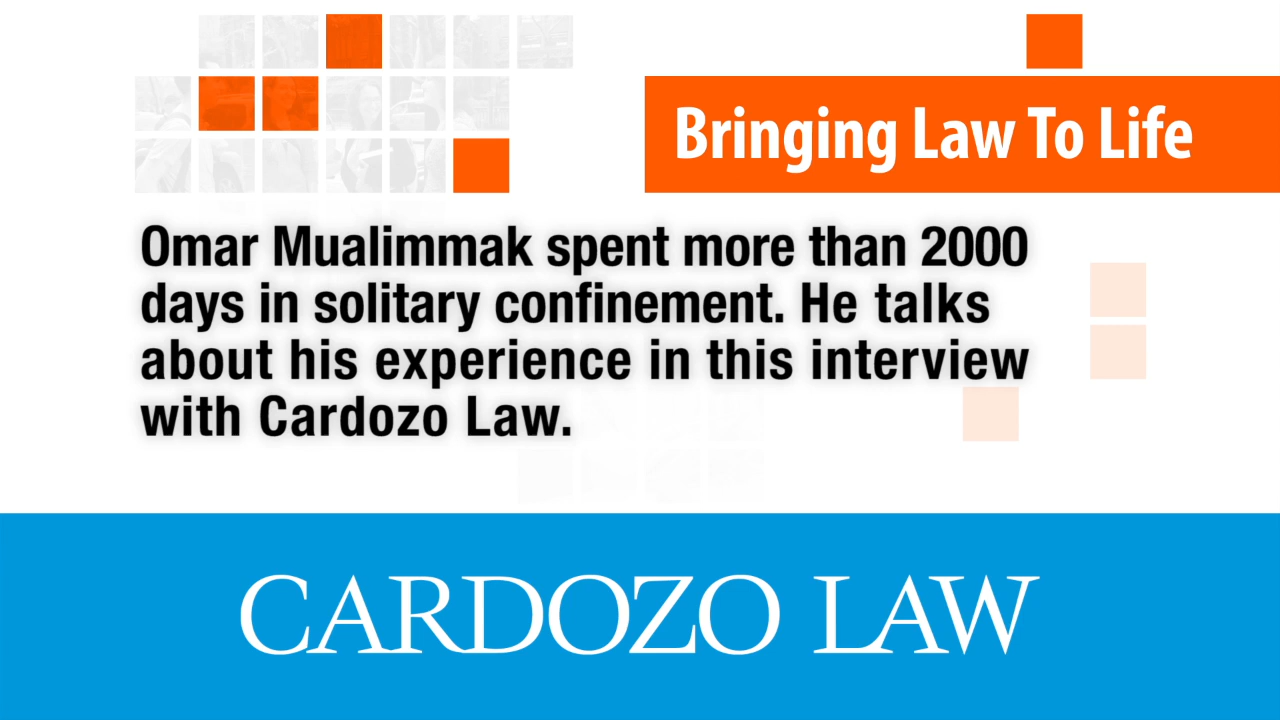 Bringing Law To Life
Omar Mualimmak spent more than 2000
days in solitary confinement. He talks
about his experience in this interview
with Cardozo Law.
CARDOZO LAW